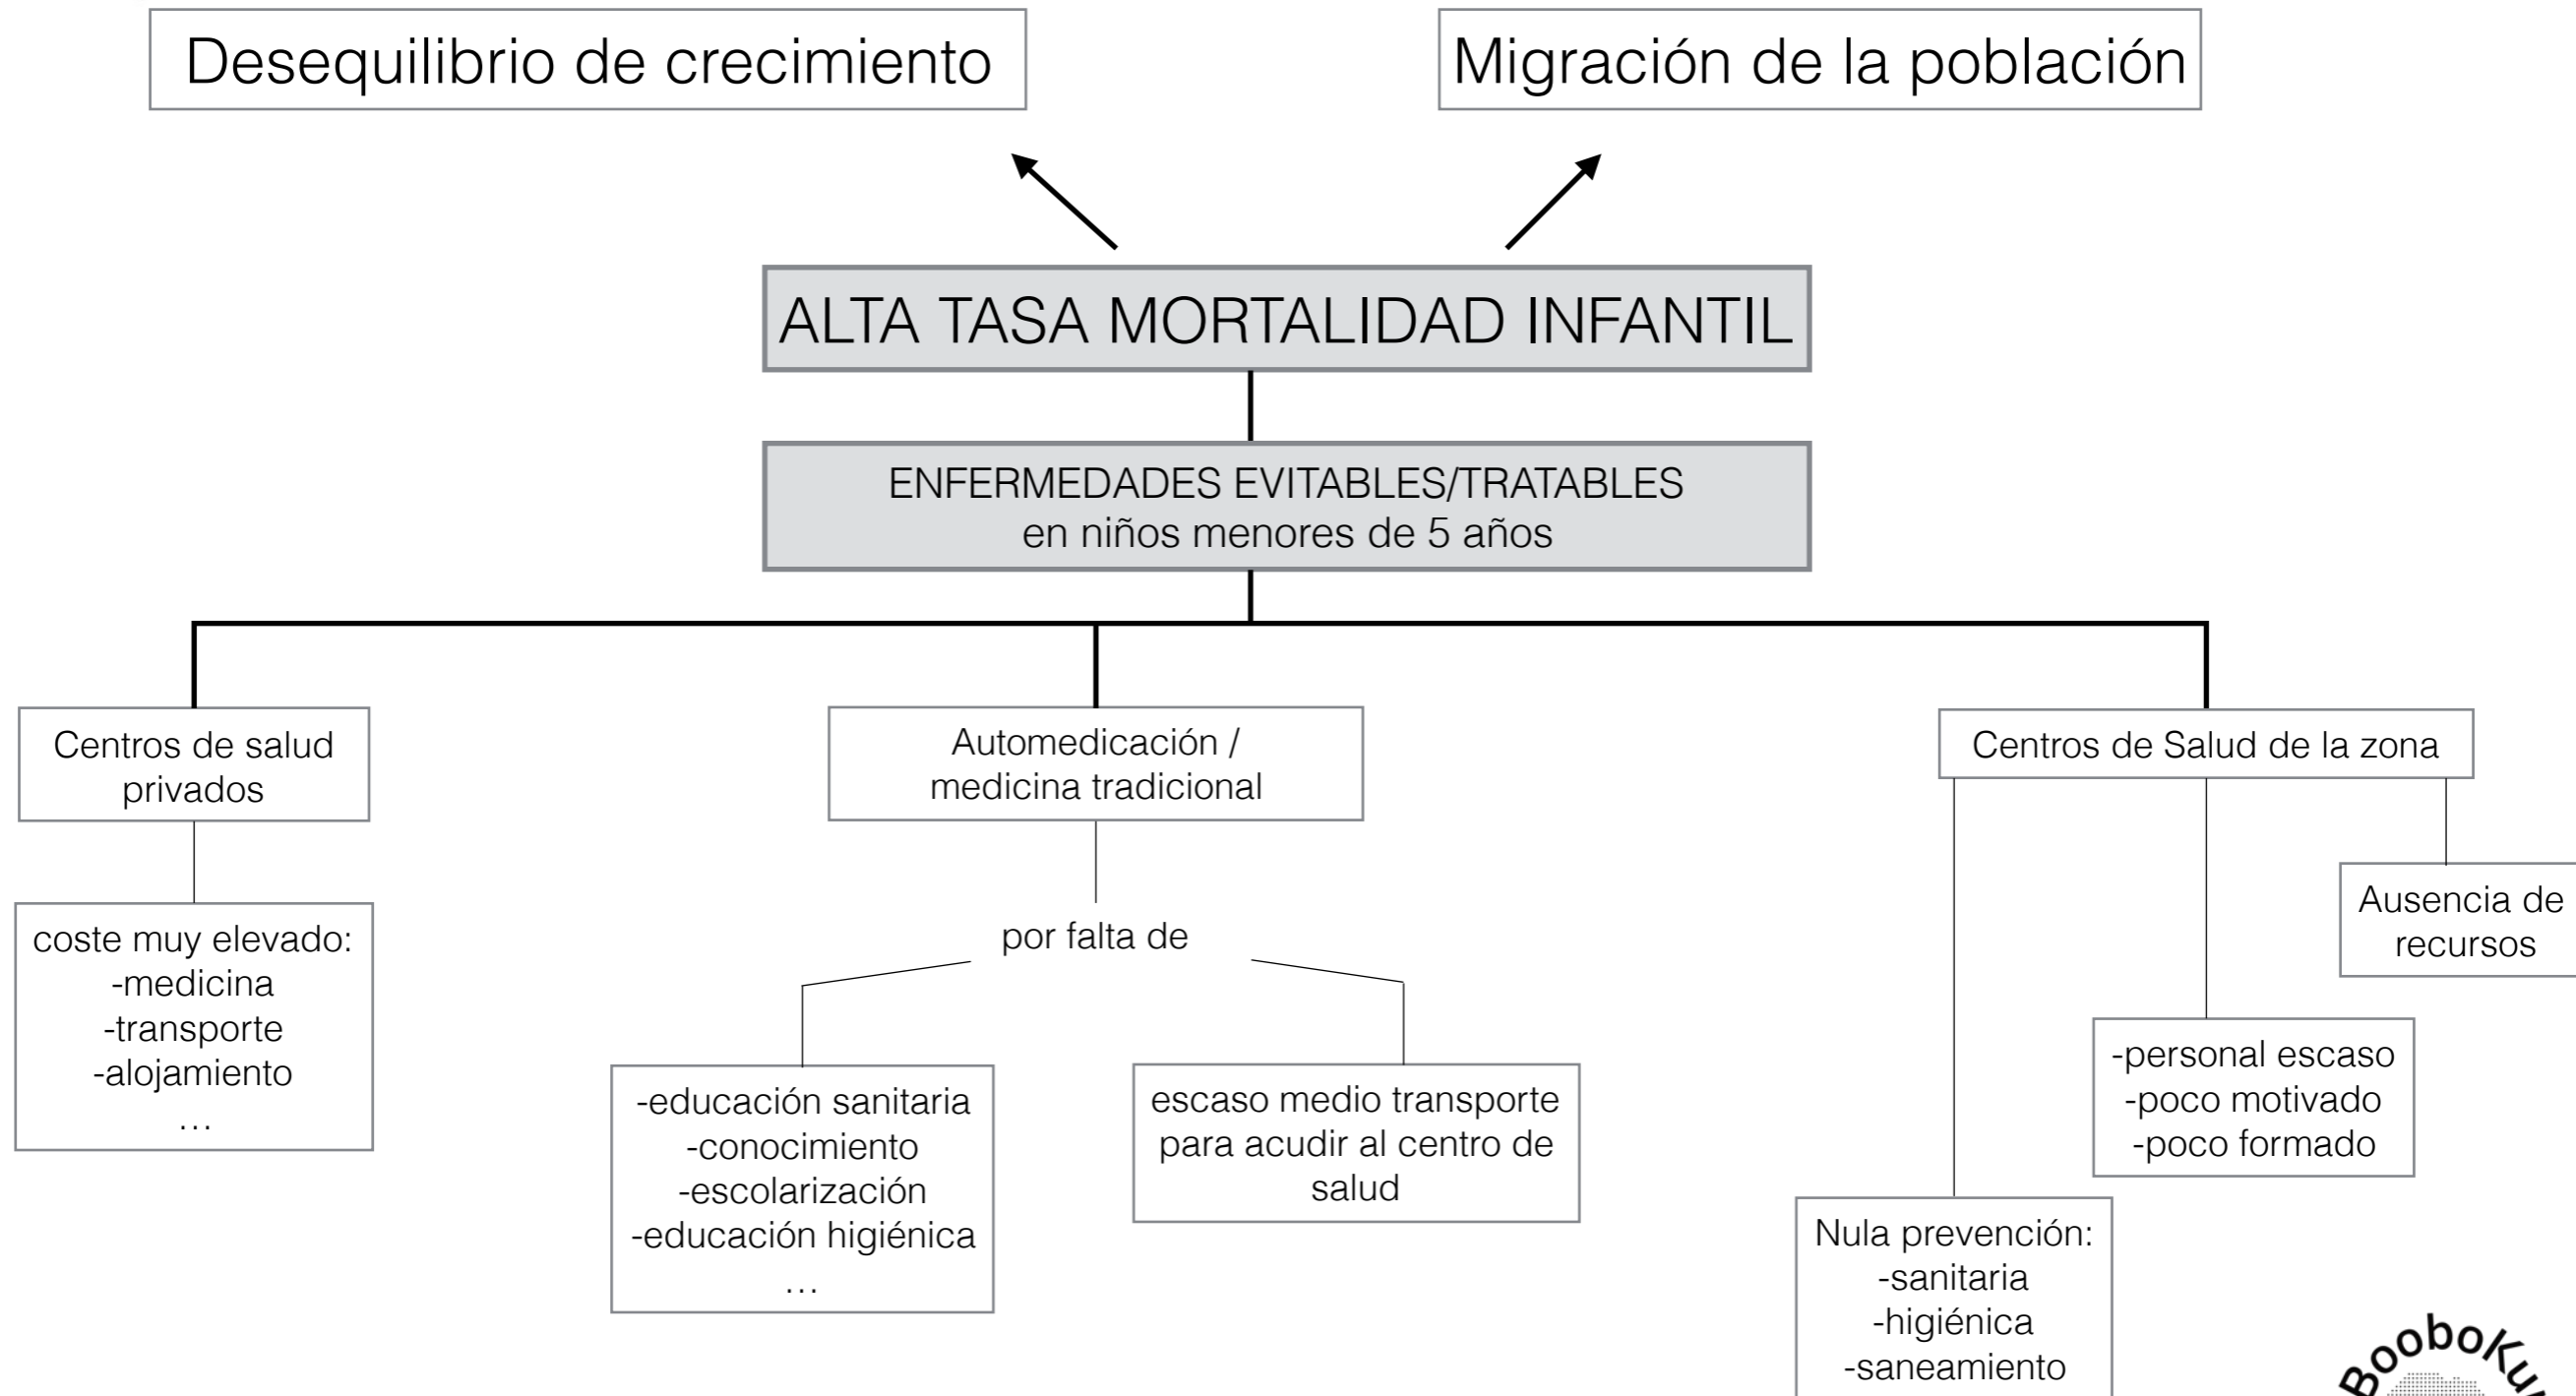 Desequilibrio de crecimiento
Migración de la población
ALTA TASA MORTALIDAD INFANTIL
ENFERMEDADES EVITABLES/TRATABLES
en niños menores de 5 años
Centros de salud
privados
coste muy elevado:
-medicina
-transporte
-alojamiento
…
Automedicación /
medicina tradicional
por falta de
-educación sanitaria
-conocimiento
-escolarización
-educación higiénica
…
escaso medio transporte
para acudir al centro de
salud
Centros de Salud de la zona
Nula prevención:
-sanitaria
-higiénica
-saneamiento
-personal escaso
-poco motivado
-poco formado
Ausencia de
recursos